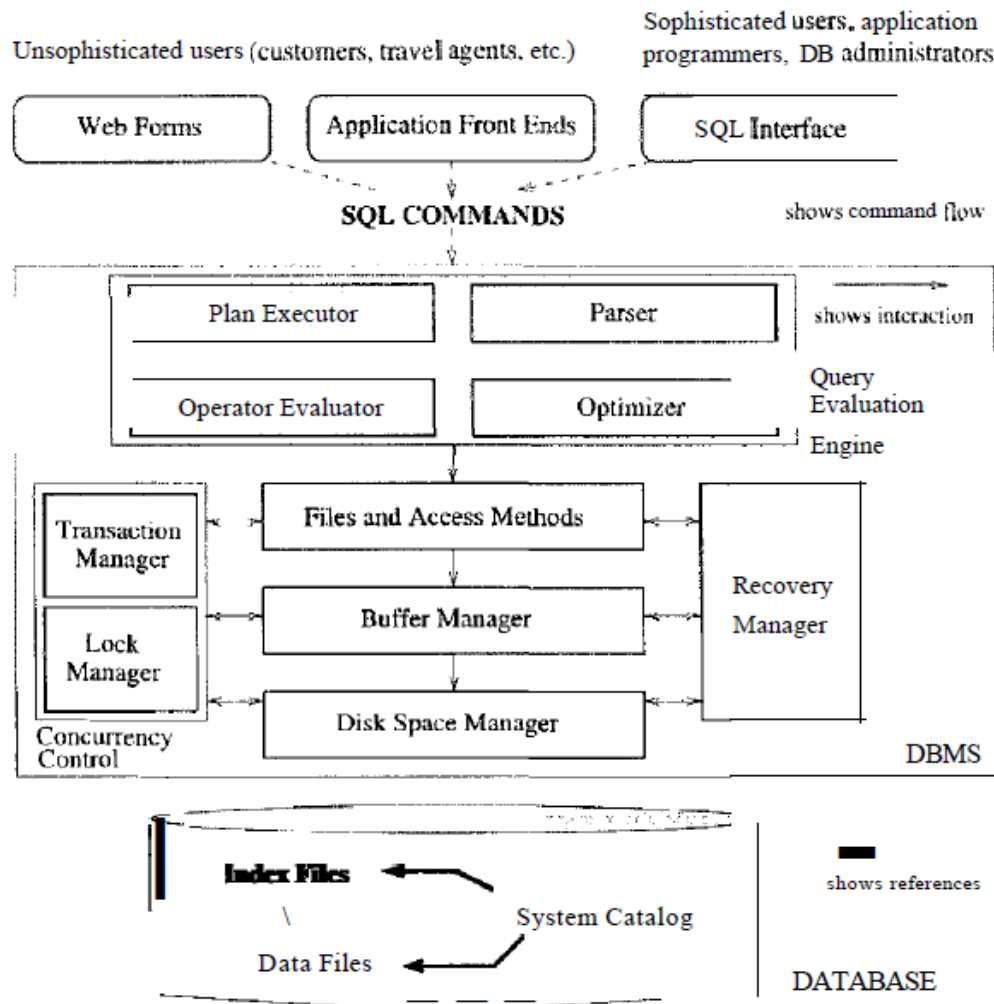 Sophisticated users, application
programmers, DB administrators
Unsophisticated users (customers, travel agents, etc.)
Web Forms
Application Front Ends
SQL Interface
SQL COMMANDS
shows command flow
Plan Executor
Parser
shows interaction
Operator Evaluator
Optimizer
Query
Evaluation
Engine
Transaction
Manager
Files and Access Methods
Recovery
Manager
Buffer Manager
Lock
Manager
Disk Space Manager
Concurrency
Control
DBMS
Index Files
shows references
\
System Catalog
Data Files
DATABASE